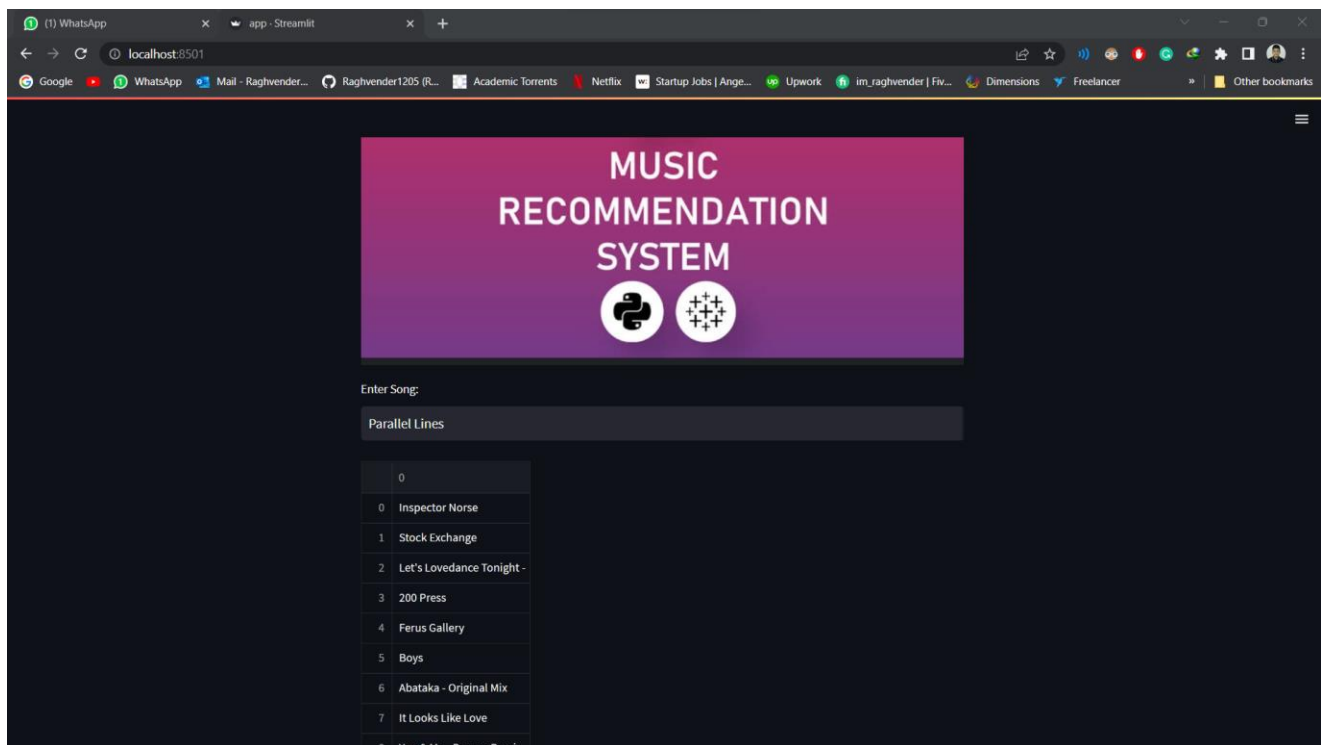 (1) WhatsApp
app · Streamlit
localhost:8501
Google
WhatsApp
Mail - Raghvender...
Raghvender1205 (R...
Academic Torrents
Netflix
Startup Jobs | Ange...
Upwork
im_raghvender | Fiv...
Dimensions
Freelancer
»
Other bookmarks
MUSIC
RECOMMENDATION
SYSTEM
Enter Song:
Parallel Lines
0
0 Inspector Norse
1 Stock Exchange
2 Let's Lovedance Tonight -
3 200 Press
4 Ferus Gallery
5 Boys
6 Abataka - Original Mix
7 It Looks Like Love